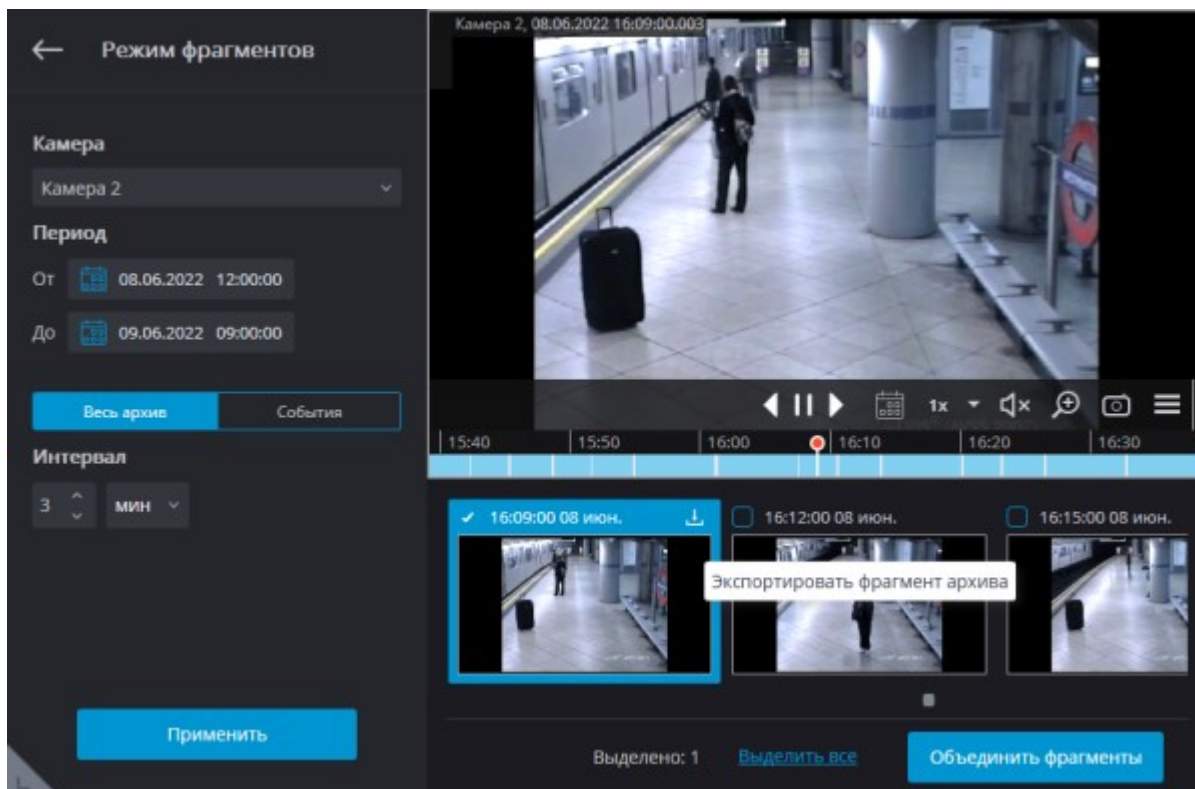 Режим фрагментов
Камера
Камера 2
Период
От 08.06.2022 12:00:00
До 09.06.2022 09:00:00
Весь архив События
Интервал
3 мин
Применить
Камера 2, 08.06.2022 16:09:00.003
1x
15:40 15:50 16:00 16:10 16:20 16:30
16:09:00 08 июн. 16:12:00 08 июн. 16:15:00 08 июн.
Экспортировать фрагмент архива
Выделено: 1 Выделить все Объединить фрагменты